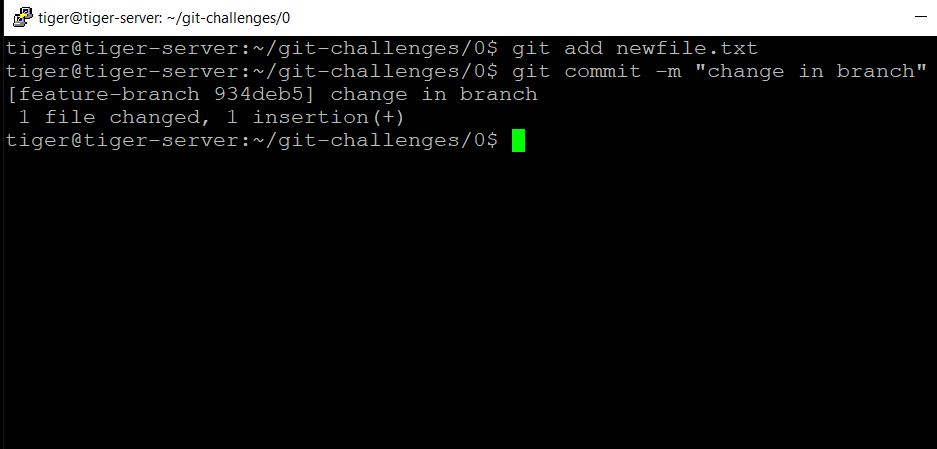 tiger@tiger-server: ~/git-challenges/0
tiger@tiger-server:~/git-challenges/0$ git add newfile.txt
tiger@tiger-server:~/git-challenges/0$ git commit -m "change in branch"
[feature-branch 934deb5] change in branch
 1 file changed, 1 insertion(+)
tiger@tiger-server:~/git-challenges/0$